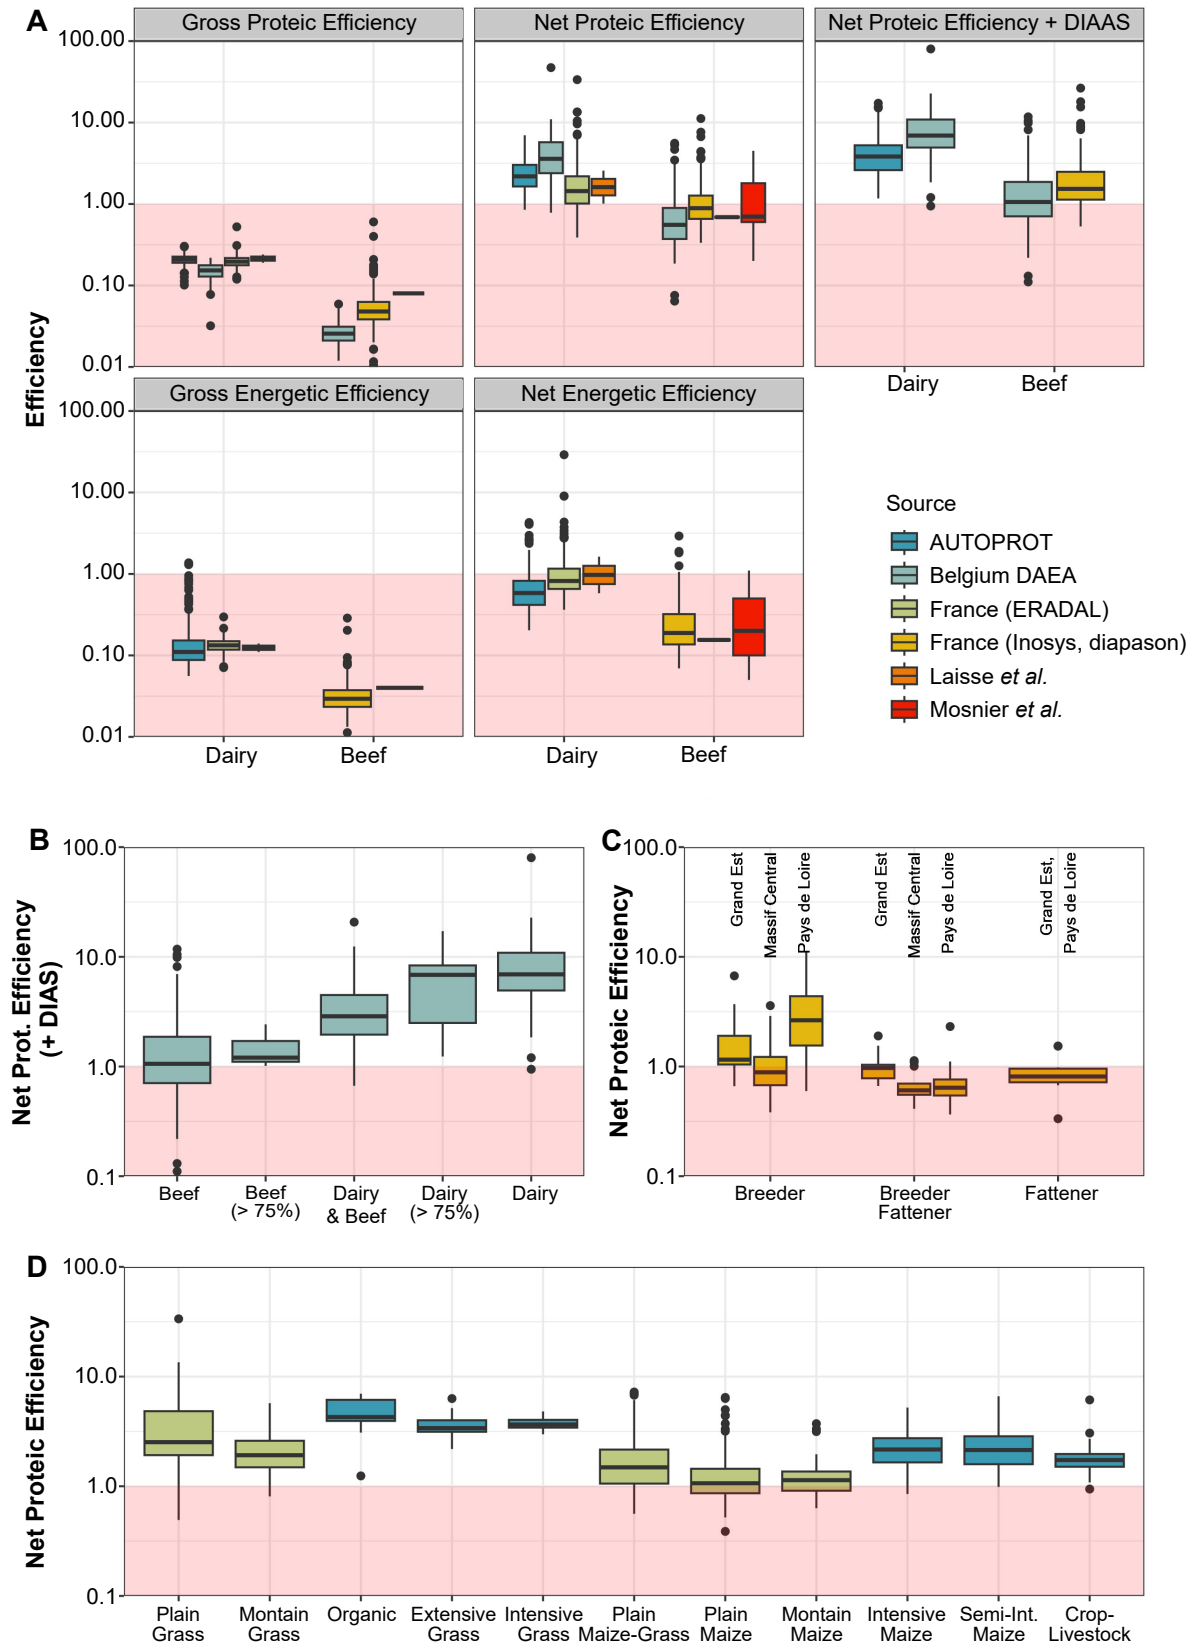 A
Gross Proteic Efficiency
Net Proteic Efficiency
Net Proteic Efficiency + DIAAS
Efficiency
100.00
10.00
1.00
0.10
0.01
Dairy
Beef
Gross Energetic Efficiency
Net Energetic Efficiency
100.00
10.00
1.00
0.10
0.01
Dairy
Beef
Dairy
Beef
Source
AUTOPROT
Belgium DAEA
France (ERADAL)
France (Inosys, diapason)
Laisse et al.
Mosnier et al.
B
Net Prot. Efficiency
(+ DIAS)
100.0
10.0
1.0
0.1
Beef
Beef
(> 75%)
Dairy
& Beef
Dairy
(> 75%)
Dairy
C
Net Proteic Efficiency
100.0
10.0
1.0
0.1
Grand Est
Massif Central
Pays de Loire
Grand Est
Massif Central
Pays de Loire
Grand Est,
Pays de Loire
Breeder
Breeder
Fattener
Fattener
D
Net Proteic Efficiency
100.0
10.0
1.0
0.1
Plain
Grass
Montain
Grass
Organic
Extensive
Grass
Intensive
Grass
Plain
Maize-Grass
Plain
Maize
Montain
Maize
Intensive
Maize
Semi-Int.
Maize
Crop-
Livestock